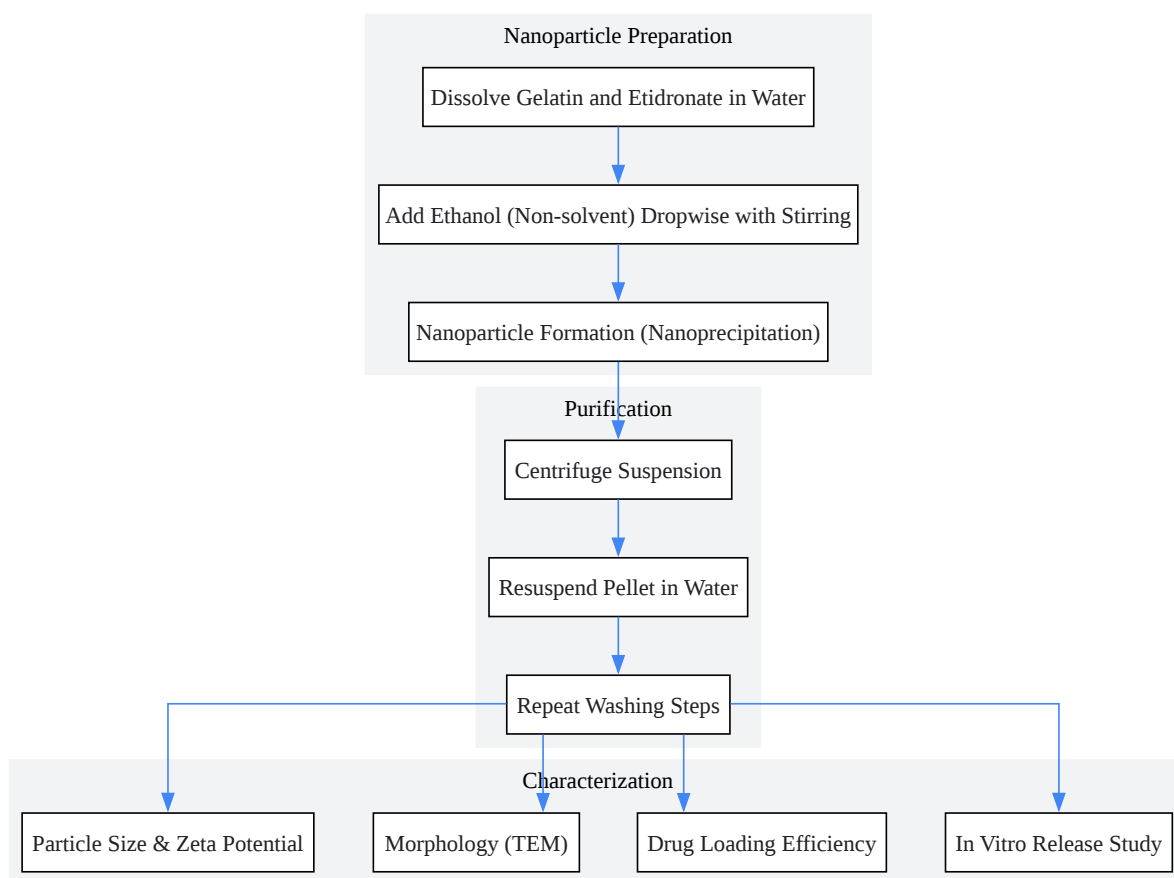 Nanoparticle Preparation
Dissolve Gelatin and Etidronate in Water
Add Ethanol (Non-solvent) Dropwise with Stirring
Nanoparticle Formation (Nanoprecipitation)
Purification
Centrifuge Suspension
Resuspend Pellet in Water
Repeat Washing Steps
Characterization
Particle Size & Zeta Potential
Morphology (TEM)
Drug Loading Efficiency
In Vitro Release Study